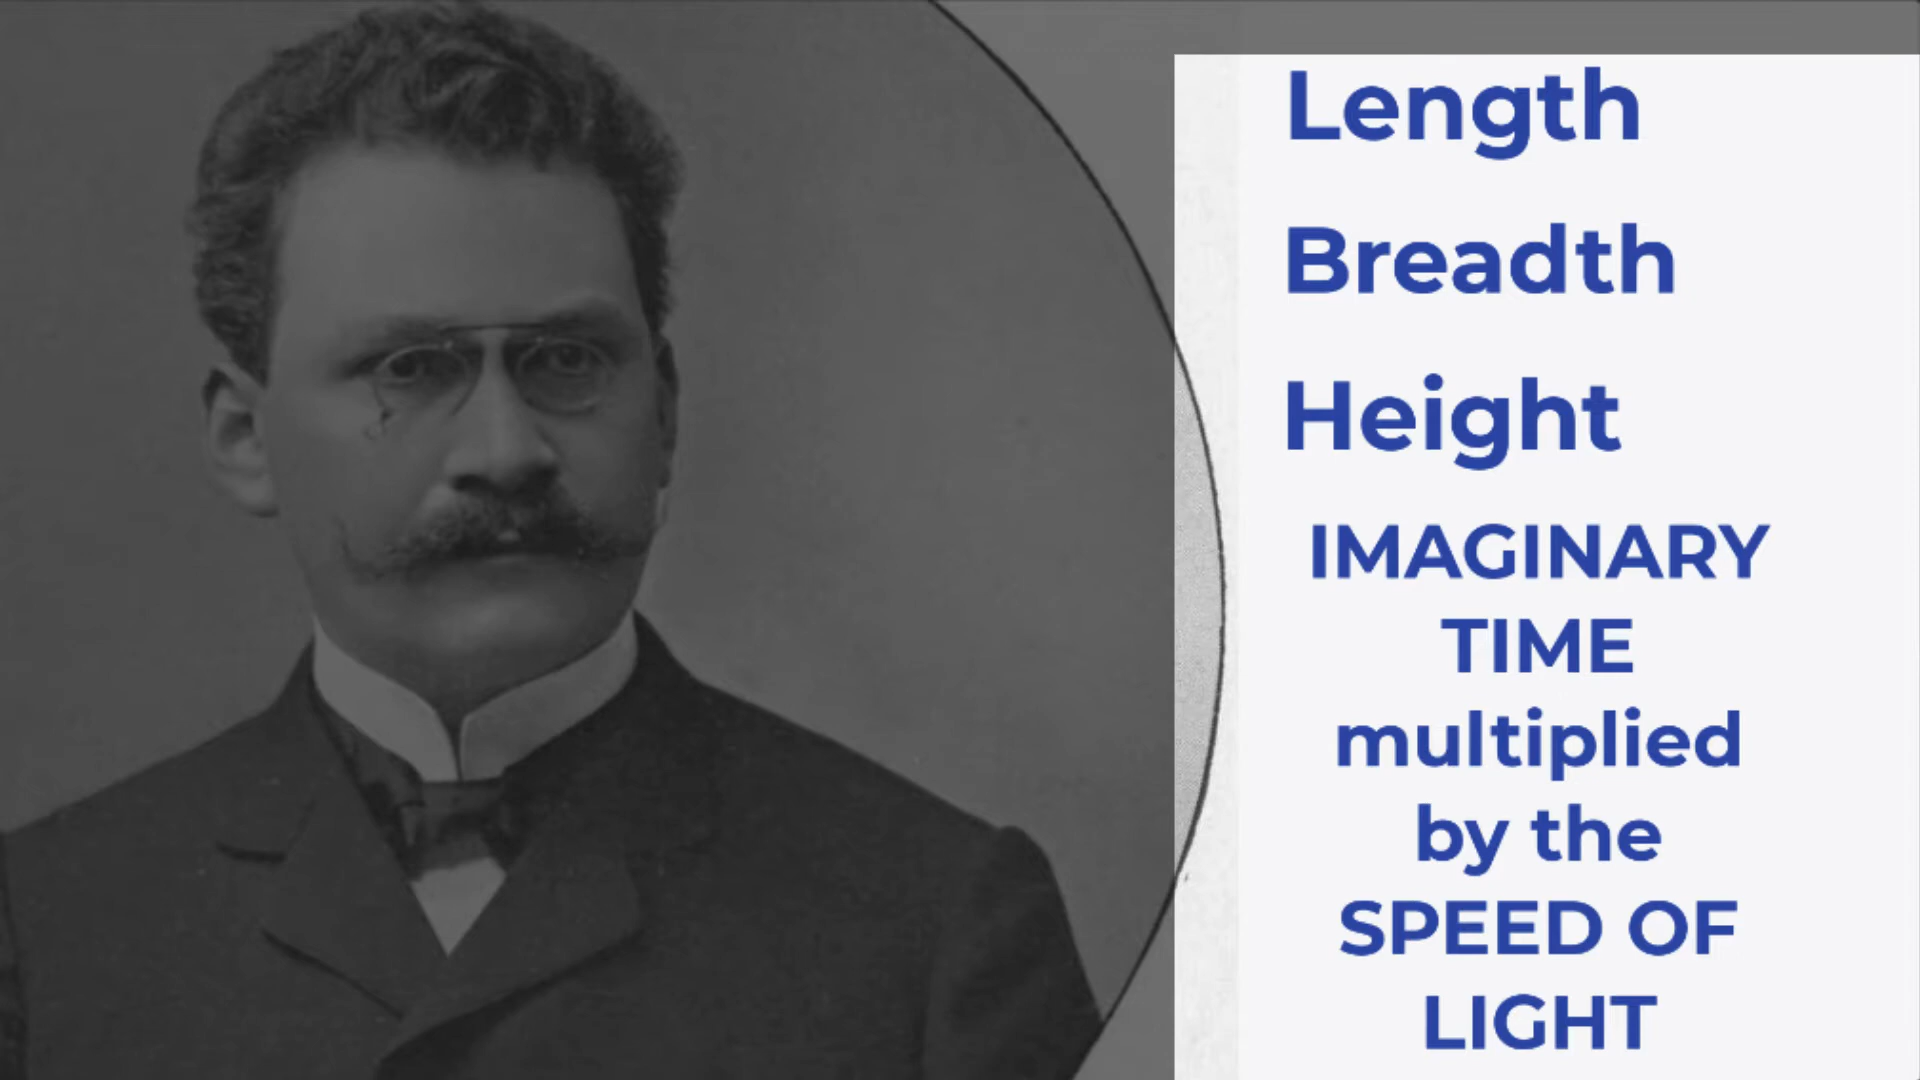 Length
Breadth
Height
IMAGINARY
TIME
multiplied
by the
SPEED OF
LIGHT